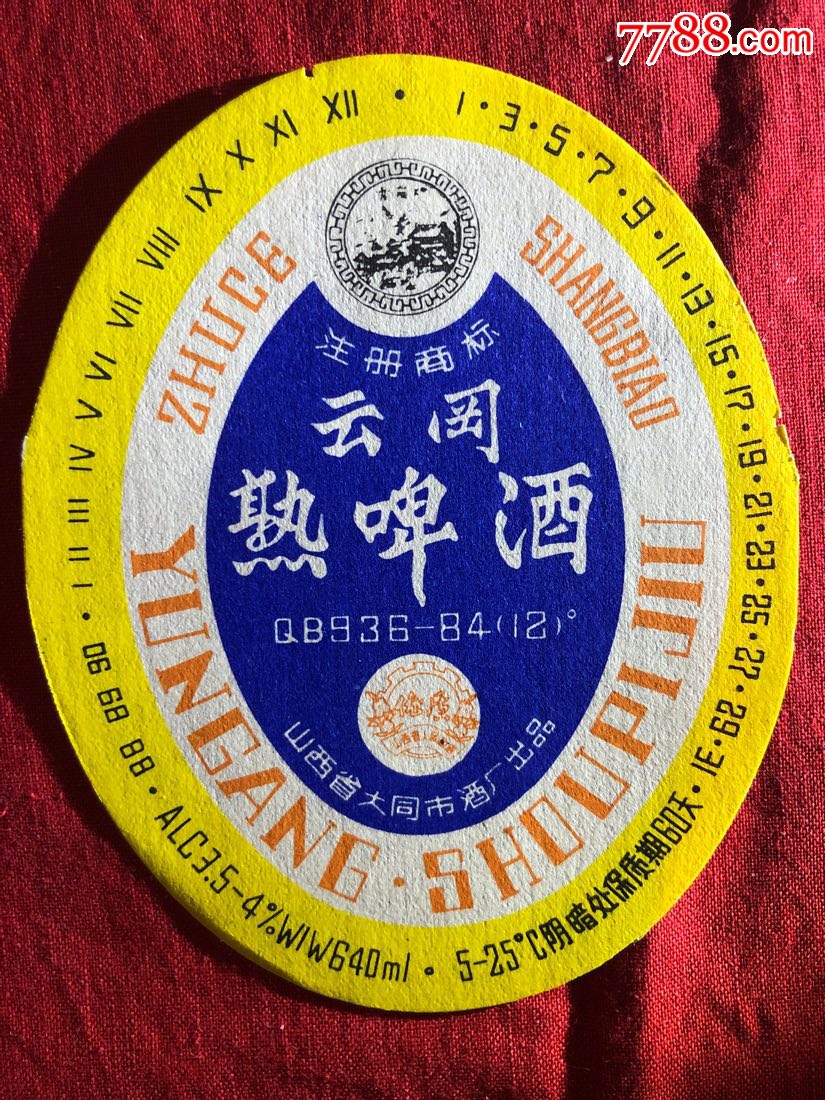 7788.com
I II III IV V VI VII VIII IX X XI XII • 1•3•5•7•9•11•13•15•17•19•21•23•25•27•29•31
ZHUCE SHANGBIAO
注册商标
云冈
熟啤酒
QB936-84(12)°
优质
山西省大同市酒厂出品
YUNGANG·SHOUPIJIU
88 89 90 • ALC3.5-4%W/W640ml • 5-25℃阴暗处保质期60天